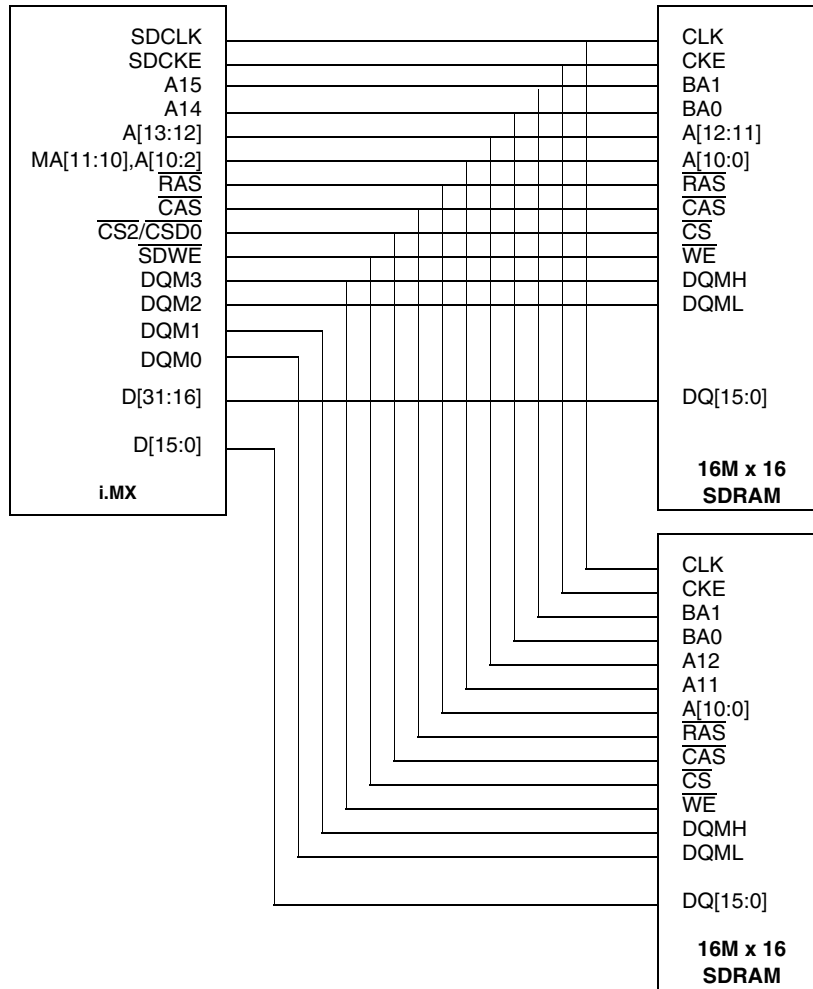 SDCLK
SDCKE
A15
A14
A[13:12]
MA[11:10],A[10:2]
RAS
CAS
CS2/CSD0
SDWE
DQM3
DQM2
DQM1
DQM0
D[31:16]
D[15:0]
i.MX
CLK
CKE
BA1
BA0
A[12:11]
A[10:0]
RAS
CAS
CS
WE
DQMH
DQML
DQ[15:0]
16M x 16
SDRAM
CLK
CKE
BA1
BA0
A12
A11
A[10:0]
RAS
CAS
CS
WE
DQMH
DQML
DQ[15:0]
16M x 16
SDRAM